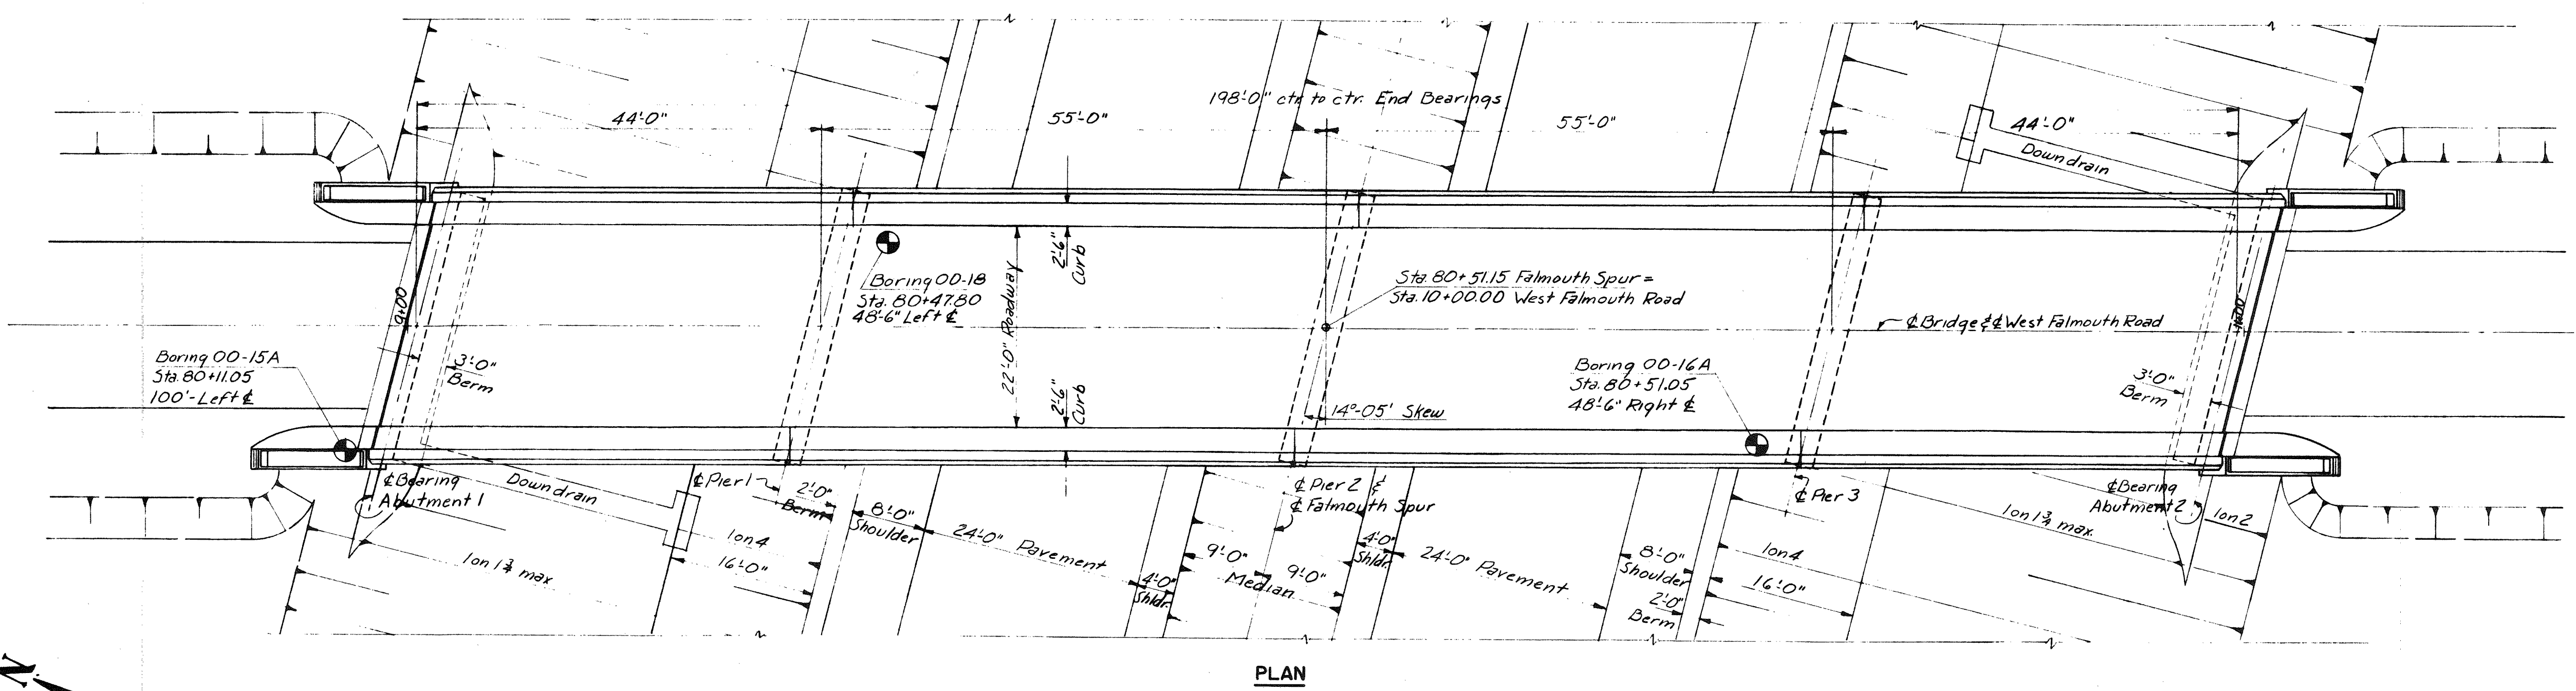 198'-0" ctr. to ctr. End Bearings
44'-0"
55'-0"
55'-0"
44'-0"
Downdrain
2'-6"
Curb
22'-0" Roadway
Boring 00-18
Sta. 80+47.80
48'-6" Left ℄
Sta. 80+51.15 Falmouth Spur =
Sta. 10+00.00 West Falmouth Road
℄ Bridge & ℄ West Falmouth Road
9+00
Boring 00-15A
Sta. 80+11.05
100'- Left ℄
3'-0"
Berm
2'-6"
Curb
14°-05' Skew
Boring 00-16A
Sta. 80+51.05
48'-6" Right ℄
3'-0"
Berm
℄ Bearing
Abutment 1
Downdrain
℄ Pier 1
2'-0"
Berm
8'-0"
Shoulder
24'-0" Pavement
4'-0"
Shldr.
9'-0"
9'-0"
Median
℄ Pier 2 &
℄ Falmouth Spur
4'-0"
Shldr.
24'-0" Pavement
8'-0"
Shoulder
2'-0"
Berm
℄ Pier 3
1 on 4
16'-0"
1 on 4
16'-0"
1 on 1¾ max.
1 on 1¾ max.
℄ Bearing
Abutment 2
1 on 2
N
PLAN